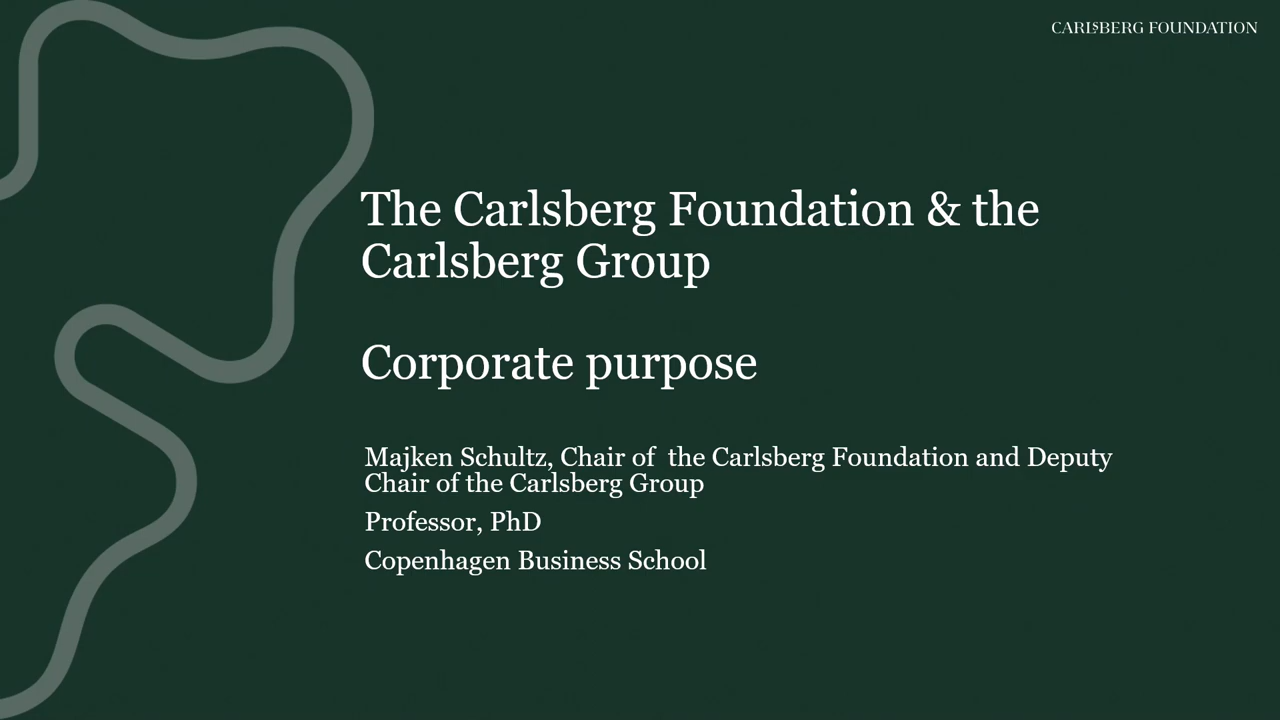 CARLSBERG FOUNDATION
The Carlsberg Foundation & the
Carlsberg Group
Corporate purpose
Majken Schultz, Chair of  the Carlsberg Foundation and Deputy
Chair of the Carlsberg Group
Professor, PhD
Copenhagen Business School